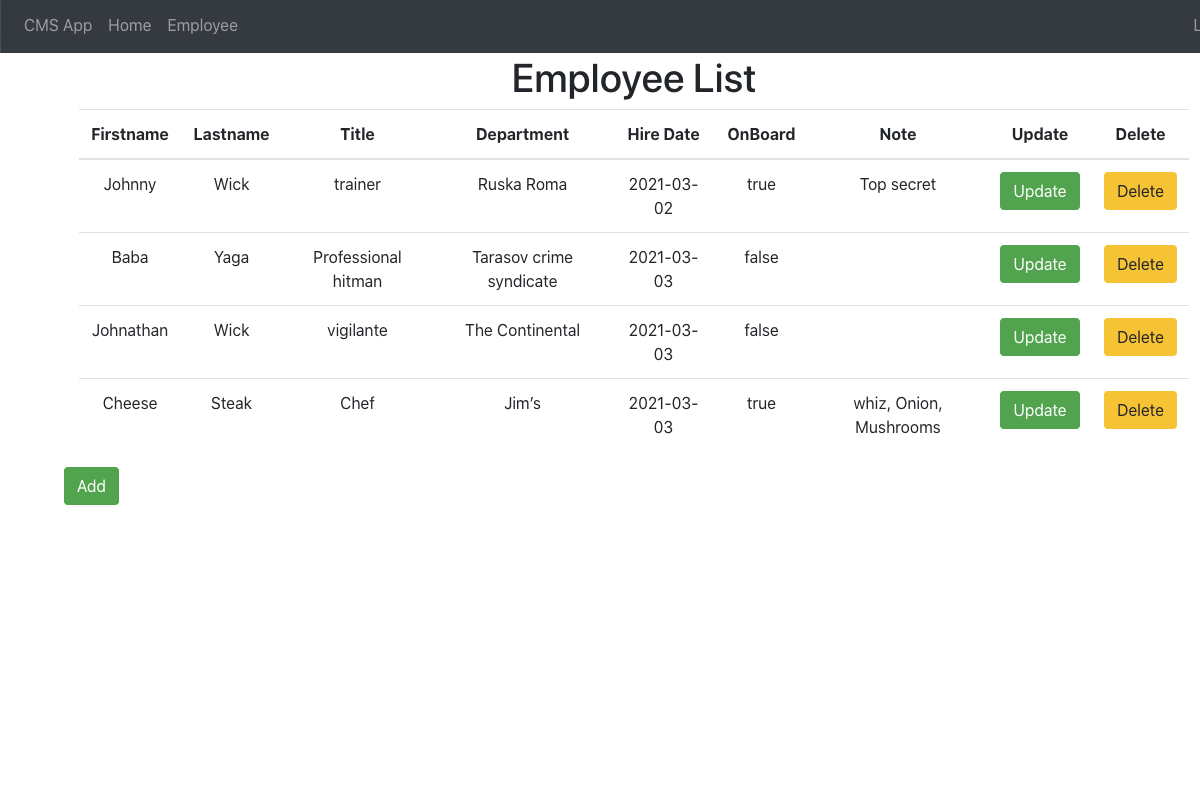 CMS App Home Employee L
Employee List
Firstname Lastname Title Department Hire Date OnBoard Note Update Delete
Johnny Wick trainer Ruska Roma 2021-03- true Top secret Update Delete
02
Baba Yaga Professional Tarasov crime 2021-03- false Update Delete
hitman syndicate 03
Johnathan Wick vigilante The Continental 2021-03- false Update Delete
03
Cheese Steak Chef Jim’s 2021-03- true whiz, Onion, Update Delete
03 Mushrooms
Add